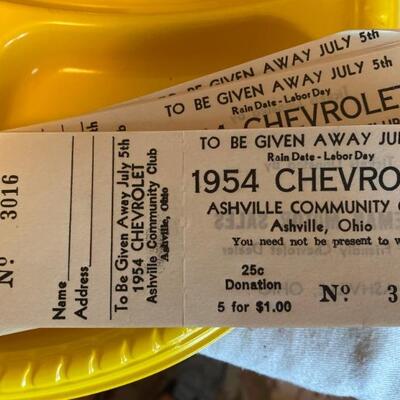 TO BE GIVEN AWAY JULY 5th
Rain Date - Labor Day
TO BE GIVEN AWAY JULY 5th
CHEVROLET
TO BE GIVEN AWAY JU
Rain Date - Labor Day
1954 CHEVRO
ASHVILLE COMMUNITY C
Ashville, Ohio
You need not be present to w
25c
Donation
5 for $1.00
No. 3
No. 3016
Name
Address
To Be Given Away July 5th
1954 CHEVROLET
Ashville Community Club
Ashville, Ohio